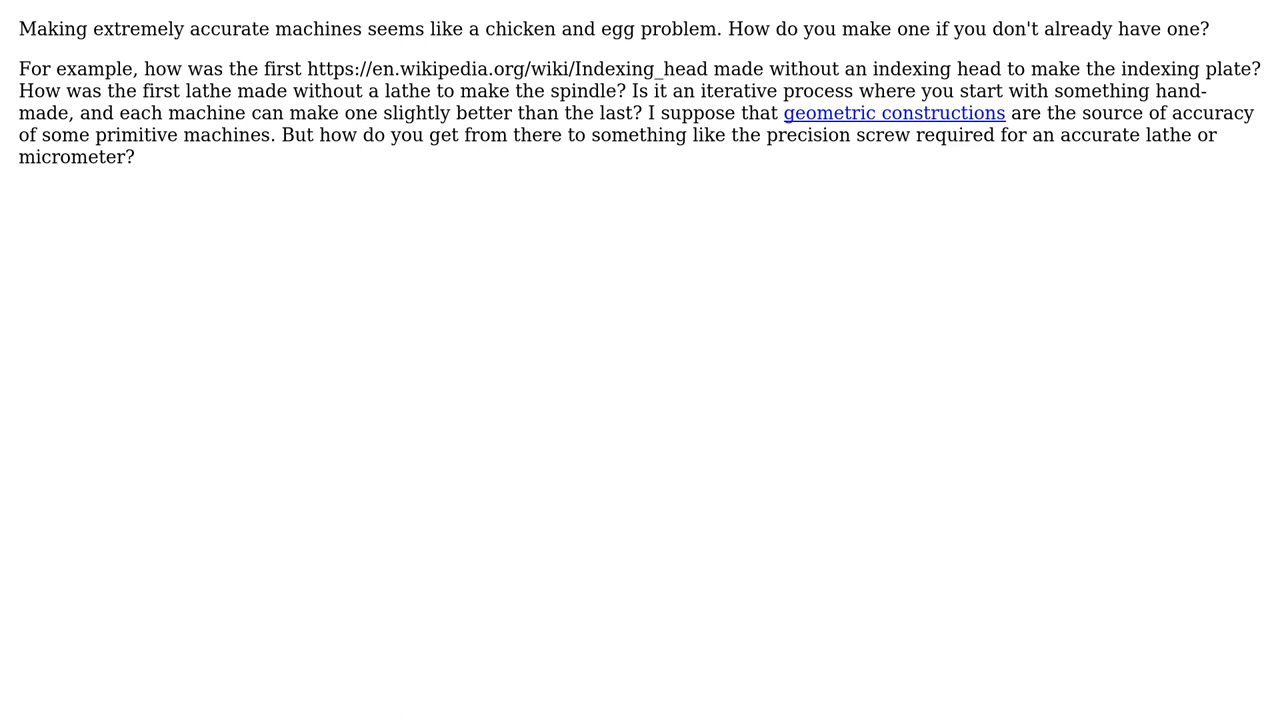 Making extremely accurate machines seems like a chicken and egg problem. How do you make one if you don't already have one?
For example, how was the first https://en.wikipedia.org/wiki/Indexing_head made without an indexing head to make the indexing plate?
How was the first lathe made without a lathe to make the spindle? Is it an iterative process where you start with something hand-
made, and each machine can make one slightly better than the last? I suppose that geometric constructions are the source of accuracy
of some primitive machines. But how do you get from there to something like the precision screw required for an accurate lathe or
micrometer?